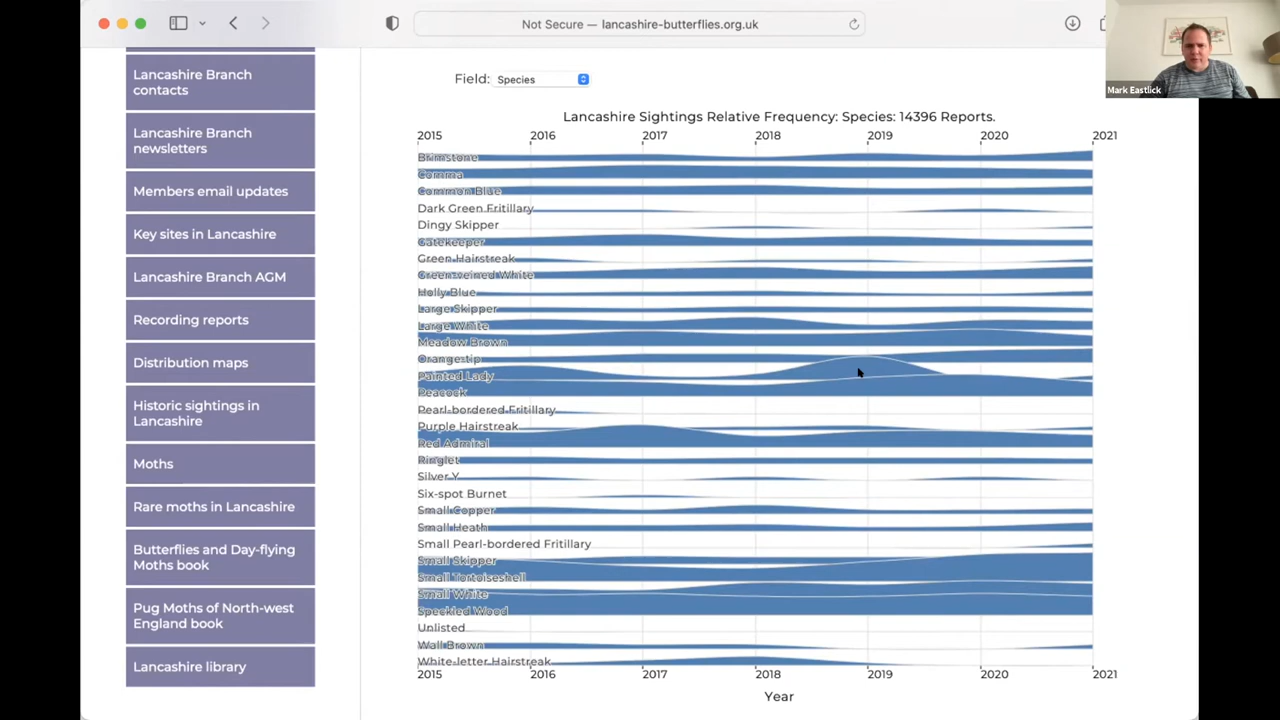 Not Secure — lancashire-butterflies.org.uk
Mark Eastlick
Lancashire Branch
contacts
Lancashire Branch
newsletters
Members email updates
Key sites in Lancashire
Lancashire Branch AGM
Recording reports
Distribution maps
Historic sightings in
Lancashire
Moths
Rare moths in Lancashire
Butterflies and Day-flying
Moths book
Pug Moths of North-west
England book
Lancashire library
Field: Species
Lancashire Sightings Relative Frequency: Species: 14396 Reports.
2015 2016 2017 2018 2019 2020 2021
Brimstone
Comma
Common Blue
Dark Green Fritillary
Dingy Skipper
Gatekeeper
Green Hairstreak
Green-veined White
Holly Blue
Large Skipper
Large White
Meadow Brown
Orange-tip
Painted Lady
Peacock
Pearl-bordered Fritillary
Purple Hairstreak
Red Admiral
Ringlet
Silver Y
Six-spot Burnet
Small Copper
Small Heath
Small Pearl-bordered Fritillary
Small Skipper
Small Tortoiseshell
Small White
Speckled Wood
Unlisted
Wall Brown
White-letter Hairstreak
2015 2016 2017 2018 2019 2020 2021
Year